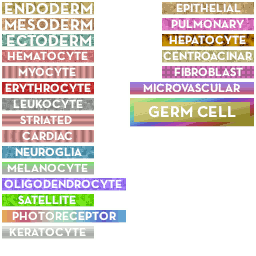 ENDODERM
MESODERM
ECTODERM
HEMATOCYTE
MYOCYTE
ERYTHROCYTE
LEUKOCYTE
STRIATED
CARDIAC
NEUROGLIA
MELANOCYTE
OLIGODENDROCYTE
SATELLITE
PHOTORECEPTOR
KERATOCYTE
EPITHELIAL
PULMONARY
HEPATOCYTE
CENTROACINAR
FIBROBLAST
MICROVASCULAR
GERM CELL